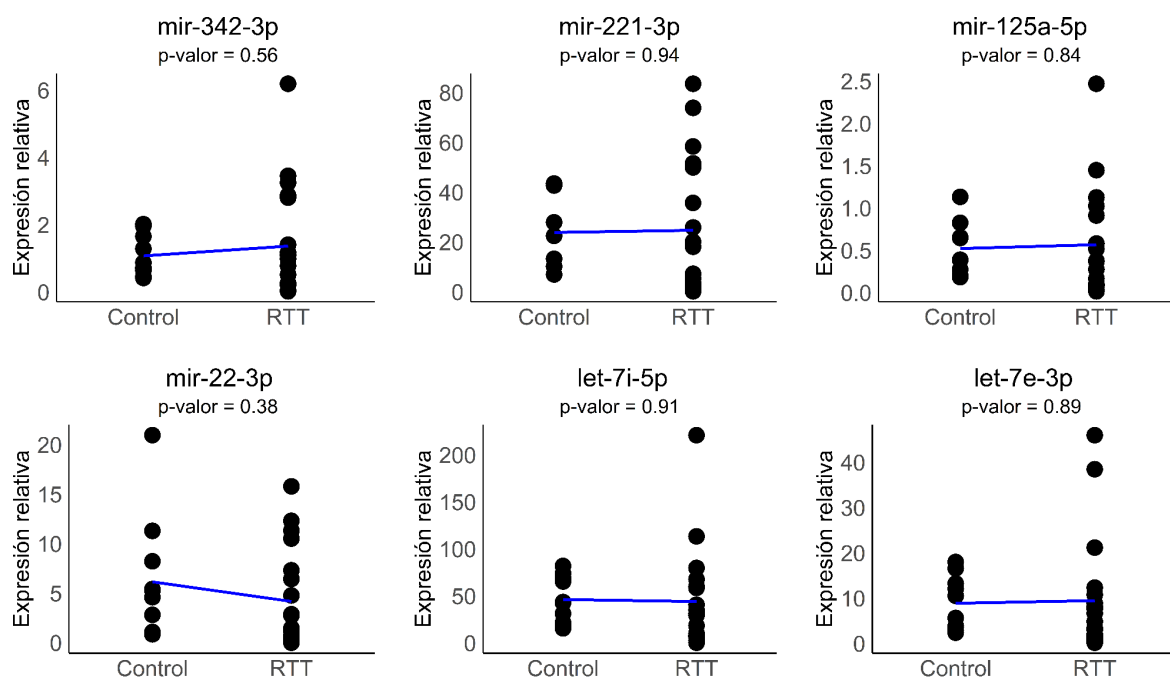 mir-342-3p
p-valor = 0.56
Expresión relativa
6
4
2
0
Control RTT
mir-221-3p
p-valor = 0.94
Expresión relativa
80
60
40
20
0
Control RTT
mir-125a-5p
p-valor = 0.84
Expresión relativa
2.5
2.0
1.5
1.0
0.5
0.0
Control RTT
mir-22-3p
p-valor = 0.38
Expresión relativa
20
15
10
5
0
Control RTT
let-7i-5p
p-valor = 0.91
Expresión relativa
200
150
100
50
0
Control RTT
let-7e-3p
p-valor = 0.89
Expresión relativa
40
30
20
10
0
Control RTT